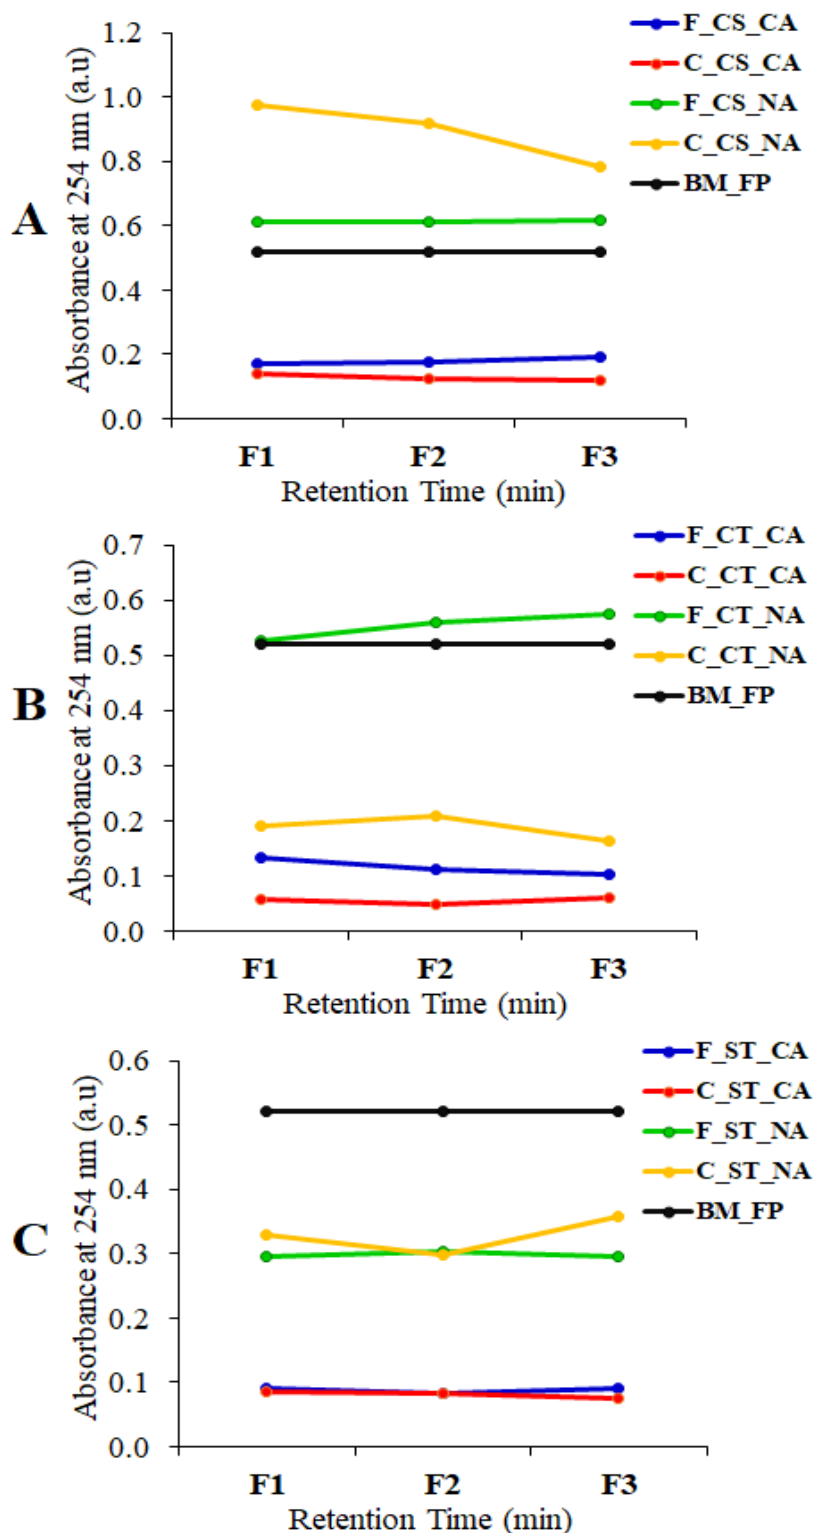 A
Absorbance at 254 nm (a.u)
1.2
1.0
0.8
0.6
0.4
0.2
0.0
F_CS_CA
C_CS_CA
F_CS_NA
C_CS_NA
BM_FP
F1 F2 F3
Retention Time (min)
B
Absorbance at 254 nm (a.u)
0.7
0.6
0.5
0.4
0.3
0.2
0.1
0.0
F_CT_CA
C_CT_CA
F_CT_NA
C_CT_NA
BM_FP
F1 F2 F3
Retention Time (min)
C
Absorbance at 254 nm (a.u)
0.6
0.5
0.4
0.3
0.2
0.1
0.0
F_ST_CA
C_ST_CA
F_ST_NA
C_ST_NA
BM_FP
F1 F2 F3
Retention Time (min)